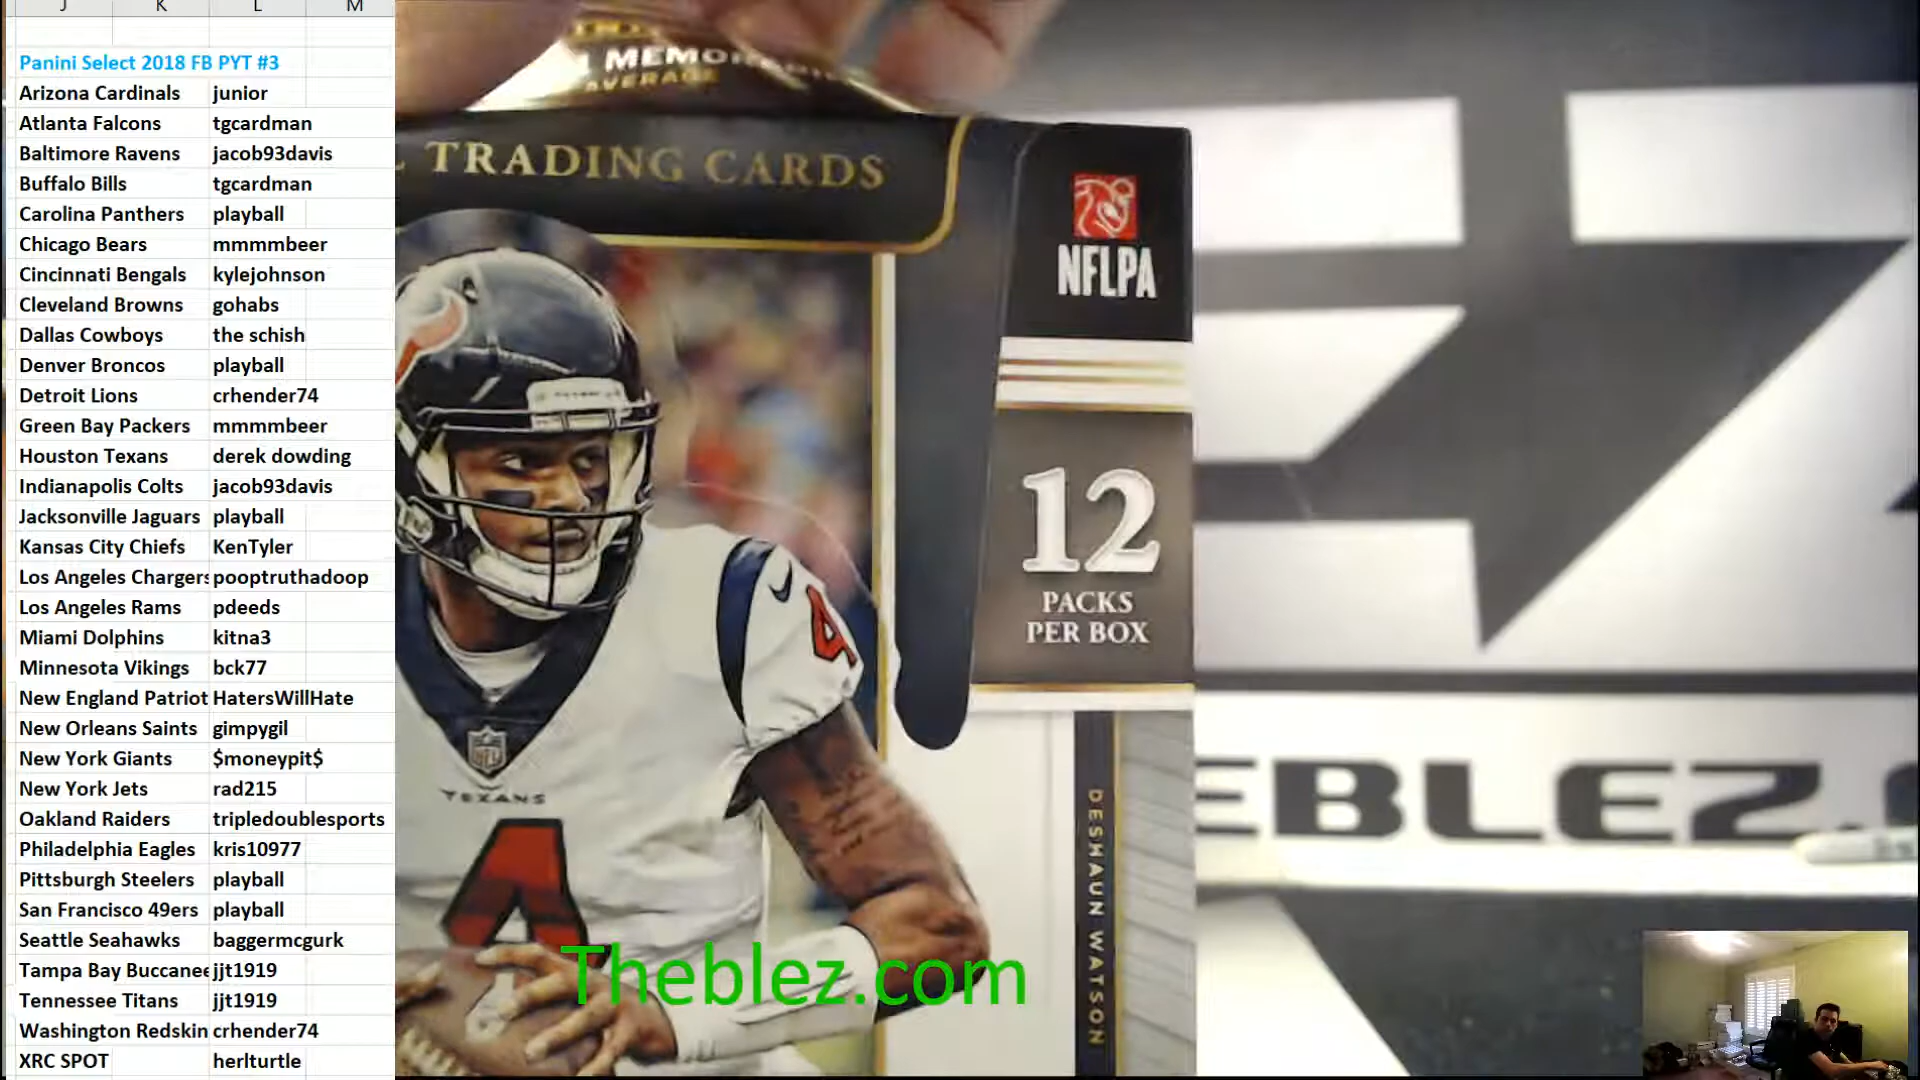 J K L M
Panini Select 2018 FB PYT #3
Arizona Cardinals junior
Atlanta Falcons tgcardman
Baltimore Ravens jacob93davis
Buffalo Bills tgcardman
Carolina Panthers playball
Chicago Bears mmmmbeer
Cincinnati Bengals kylejohnson
Cleveland Browns gohabs
Dallas Cowboys the schish
Denver Broncos playball
Detroit Lions crhender74
Green Bay Packers mmmmbeer
Houston Texans derek dowding
Indianapolis Colts jacob93davis
Jacksonville Jaguars playball
Kansas City Chiefs KenTyler
Los Angeles Chargers pooptruthadoop
Los Angeles Rams pdeeds
Miami Dolphins kitna3
Minnesota Vikings bck77
New England Patriot HatersWillHate
New Orleans Saints gimpygil
New York Giants $moneypit$
New York Jets rad215
Oakland Raiders tripledoublesports
Philadelphia Eagles kris10977
Pittsburgh Steelers playball
San Francisco 49ers playball
Seattle Seahawks baggermcgurk
Tampa Bay Buccanee jjt1919
Tennessee Titans jjt1919
Washington Redskin crhender74
XRC SPOT herlturtle
AVERAGE
TRADING CARDS
NFLPA
12
PACKS
PER BOX
4
NFL
TEXANS
4
DESHAUN WATSON
EBLEZ.
Theblez.com